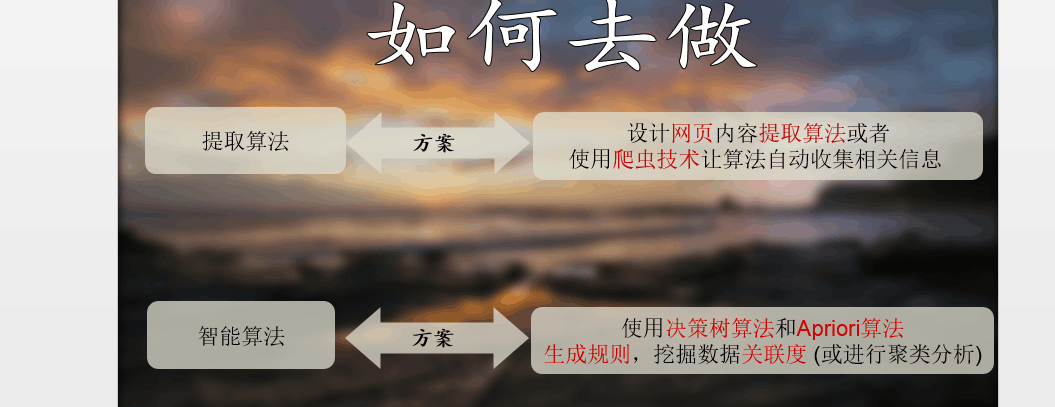 如何去做
提取算法
方案
设计网页内容提取算法或者
使用爬虫技术让算法自动收集相关信息
智能算法
方案
使用决策树算法和Apriori算法
生成规则，挖掘数据关联度 (或进行聚类分析)